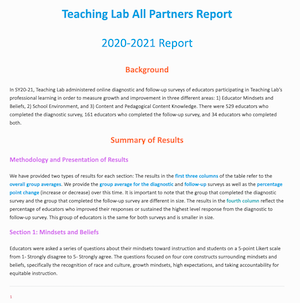 Teaching Lab All Partners Report
2020-2021 Report
Background
In SY20-21, Teaching Lab administered online diagnostic and follow-up surveys of educators participating in Teaching Lab's
professional learning in order to measure growth and improvement in three different areas: 1) Educator Mindsets and
Beliefs, 2) School Environment, and 3) Content and Pedagogical Content Knowledge. There were 529 educators who
completed the diagnostic survey, 161 educators who completed the follow-up survey, and 34 educators who completed
both.
Summary of Results
Methodology and Presentation of Results
We have provided two types of results for each section: The results in the first three columns of the table refer to the
overall group averages. We provide the group average for the diagnostic and follow-up surveys as well as the percentage
point change (increase or decrease) over this time. It is important to note that the group that completed the diagnostic
survey and the group that completed the follow-up survey are different in size. The results in the fourth column reflect the
percentage of educators who improved their responses or sustained the highest level response from the diagnostic to
follow-up survey. This group of educators is the same for both surveys and is smaller in size.
Section 1: Mindsets and Beliefs
Educators were asked a series of questions about their mindsets toward instruction and students on a 5-point Likert scale
from 1- Strongly disagree to 5- Strongly agree. The questions focused on four core constructs surrounding mindsets and
beliefs, specifically the recognition of race and culture, growth mindsets, high expectations, and taking accountability for
equitable instruction.